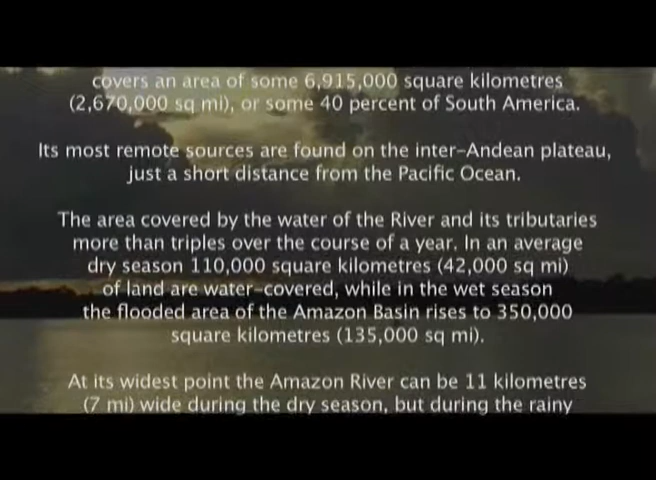 covers an area of some 6,915,000 square kilometres
(2,670,000 sq mi), or some 40 percent of South America.
Its most remote sources are found on the inter-Andean plateau,
just a short distance from the Pacific Ocean.
The area covered by the water of the River and its tributaries
more than triples over the course of a year. In an average
dry season 110,000 square kilometres (42,000 sq mi)
of land are water-covered, while in the wet season
the flooded area of the Amazon Basin rises to 350,000
square kilometres (135,000 sq mi).
At its widest point the Amazon River can be 11 kilometres
(7 mi) wide during the dry season, but during the rainy